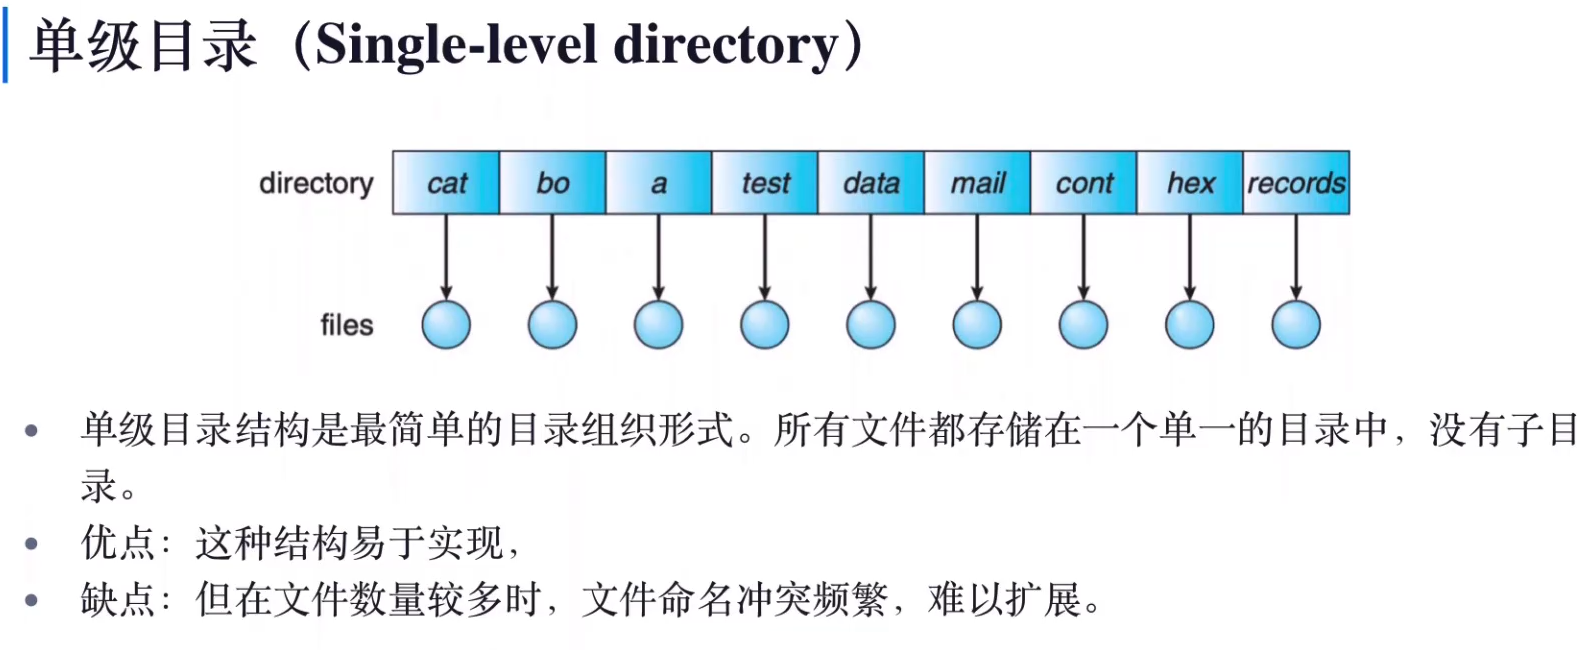 单级目录（Single-level directory）
directory cat bo a test data mail cont hex records
files
• 单级目录结构是最简单的目录组织形式。所有文件都存储在一个单一的目录中，没有子目
录。
• 优点：这种结构易于实现，
• 缺点：但在文件数量较多时，文件命名冲突频繁，难以扩展。